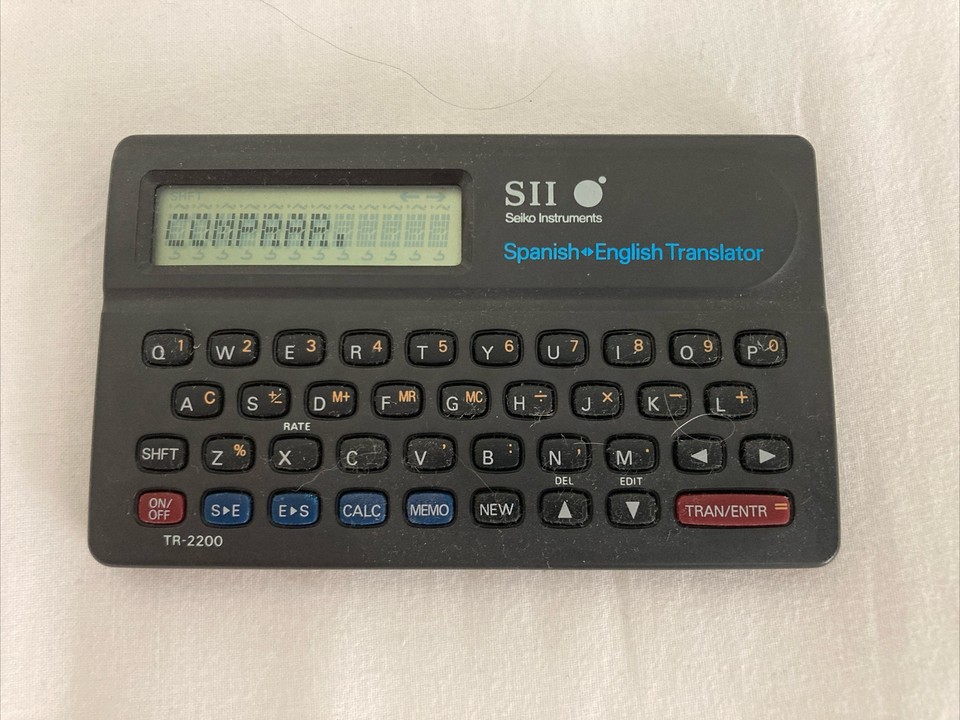 SHFT ← →
COMPRAR.
SII
Seiko Instruments
Spanish◂▸English Translator
Q 1 W 2 E 3 R 4 T 5 Y 6 U 7 I 8 O 9 P 0
A C S +/- D M+ F MR G MC H ÷ J × K − L +
RATE
SHFT Z % X C V ' B : N , M . ◀ ▶
DEL EDIT
ON/OFF S▸E E▸S CALC MEMO NEW ▲ ▼ TRAN/ENTR =
TR-2200